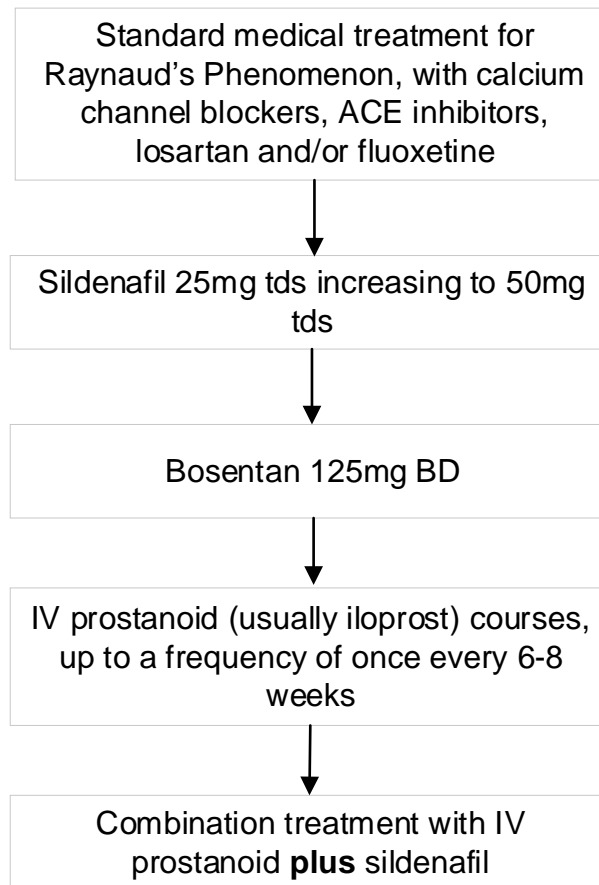 Standard medical treatment for
Raynaud’s Phenomenon, with calcium
channel blockers, ACE inhibitors,
losartan and/or fluoxetine
Sildenafil 25mg tds increasing to 50mg
tds
Bosentan 125mg BD
IV prostanoid (usually iloprost) courses,
up to a frequency of once every 6-8
weeks
Combination treatment with IV
prostanoid plus sildenafil